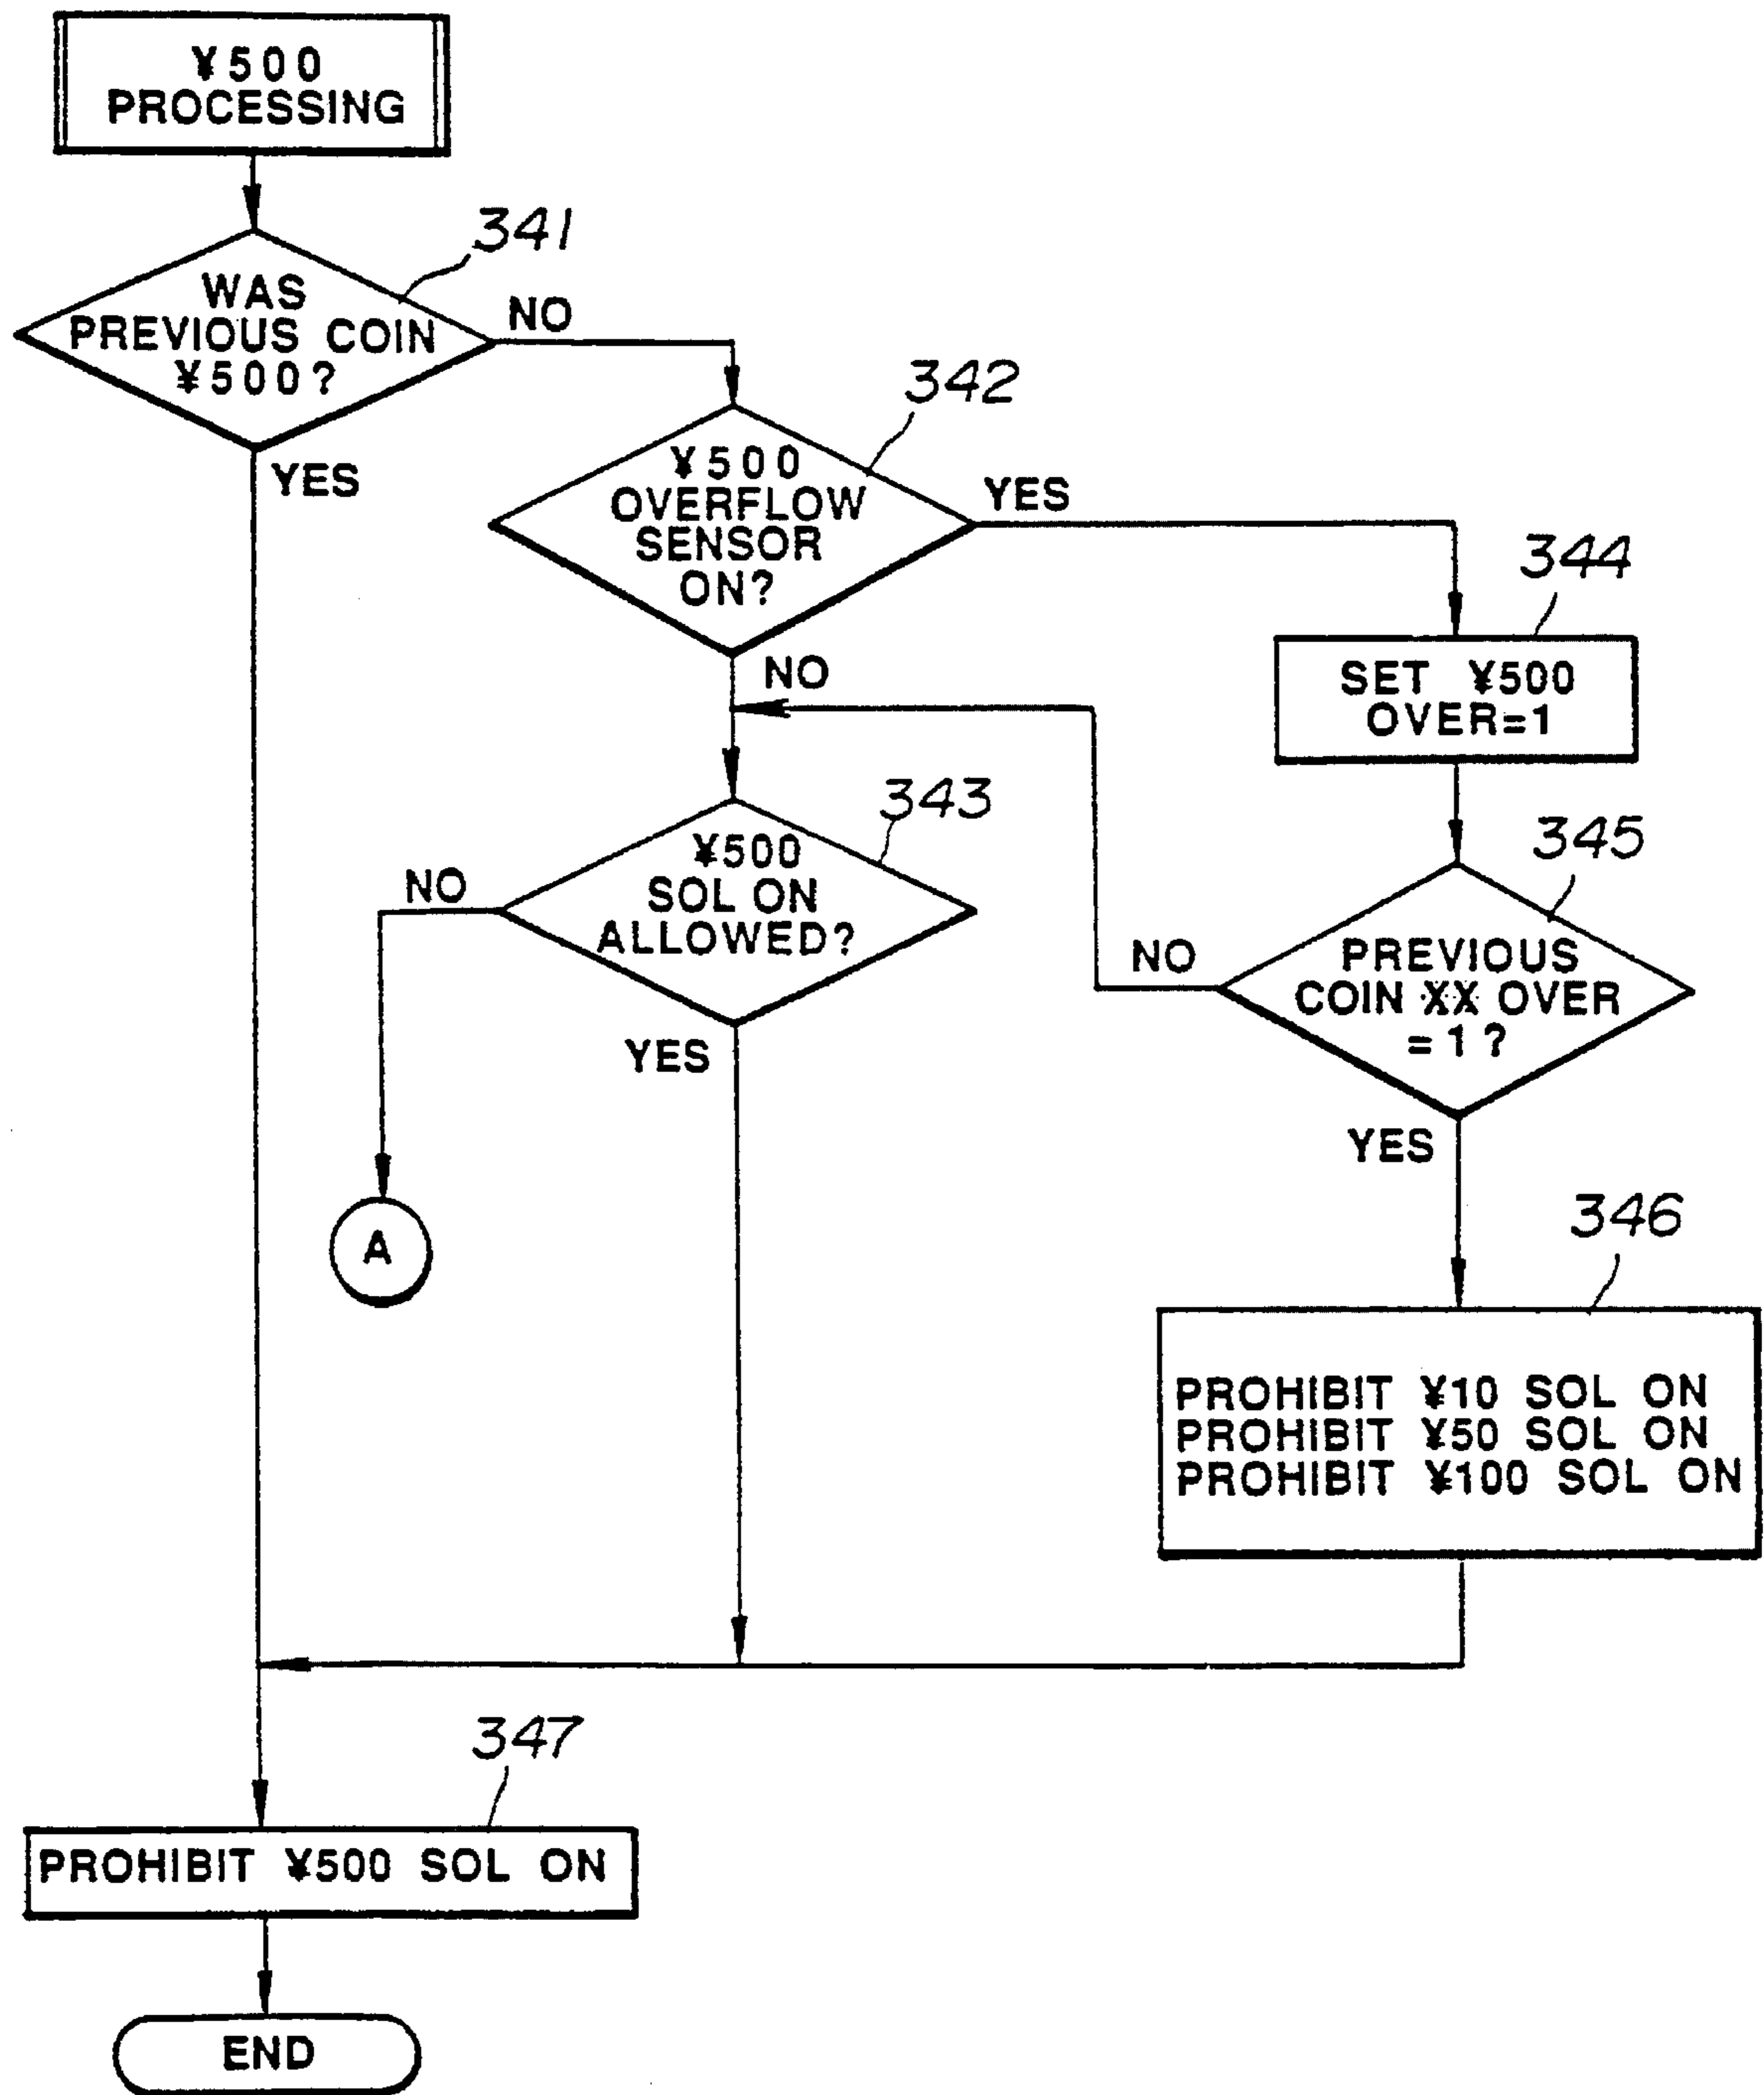 ¥500
PROCESSING
341
WAS
PREVIOUS COIN
¥500?
NO
YES
342
¥500
OVERFLOW
SENSOR
ON?
YES
NO
344
SET ¥500
OVER=1
343
¥500
SOL ON
ALLOWED?
NO
YES
345
PREVIOUS
COIN XX OVER
=1?
NO
YES
A
346
PROHIBIT ¥10 SOL ON
PROHIBIT ¥50 SOL ON
PROHIBIT ¥100 SOL ON
347
PROHIBIT ¥500 SOL ON
END